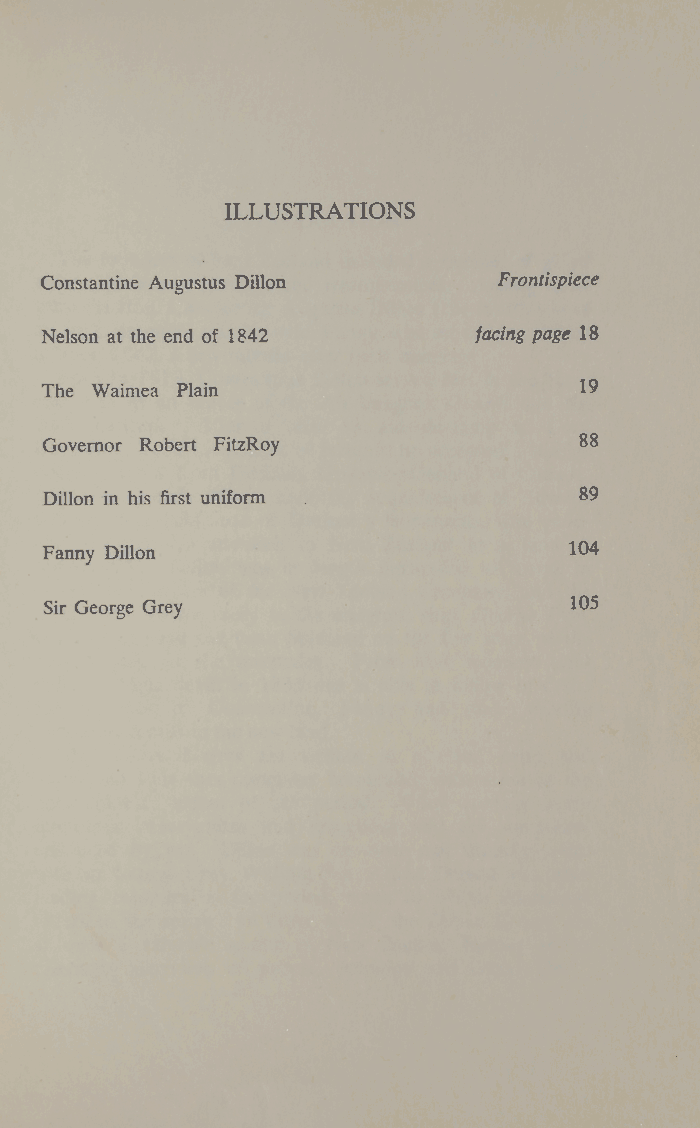 ILLUSTRATIONS
Constantine Augustus Dillon Frontispiece
Nelson at the end of 1842 facing page 18
The Waimea Plain 19
Governor Robert FitzRoy 88
Dillon in his first uniform 89
Fanny Dillon 104
Sir George Grey 105